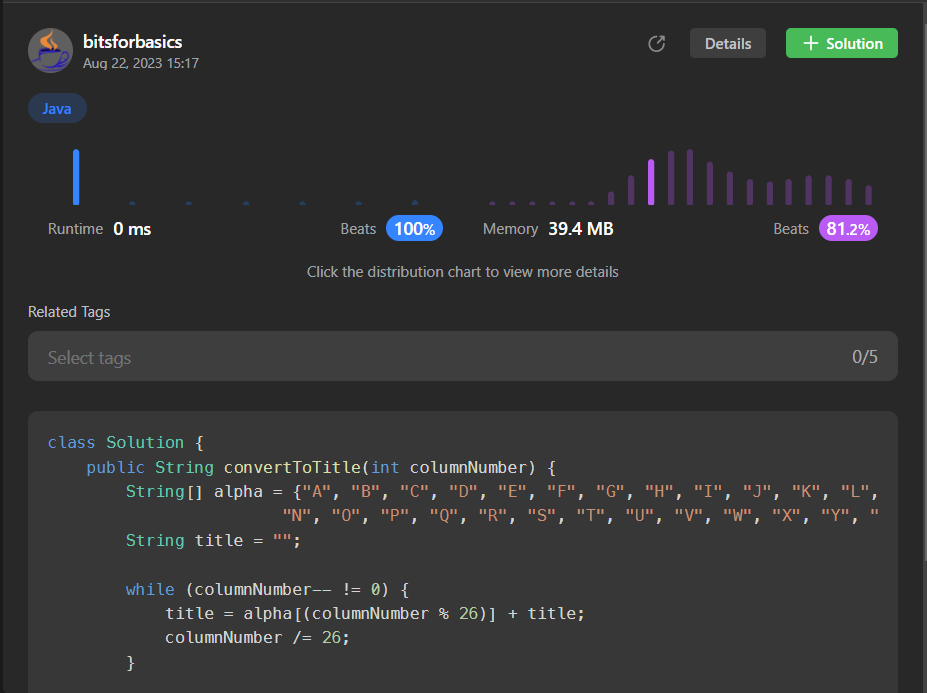 bitsforbasics
Aug 22, 2023 15:17
Details
+ Solution
Java
Runtime 0 ms Beats 100% Memory 39.4 MB Beats 81.2%
Click the distribution chart to view more details
Related Tags
Select tags 0/5
class Solution {
    public String convertToTitle(int columnNumber) {
        String[] alpha = {"A", "B", "C", "D", "E", "F", "G", "H", "I", "J", "K", "L",
                        "N", "O", "P", "Q", "R", "S", "T", "U", "V", "W", "X", "Y", "
        String title = "";
        while (columnNumber-- != 0) {
            title = alpha[(columnNumber % 26)] + title;
            columnNumber /= 26;
        }